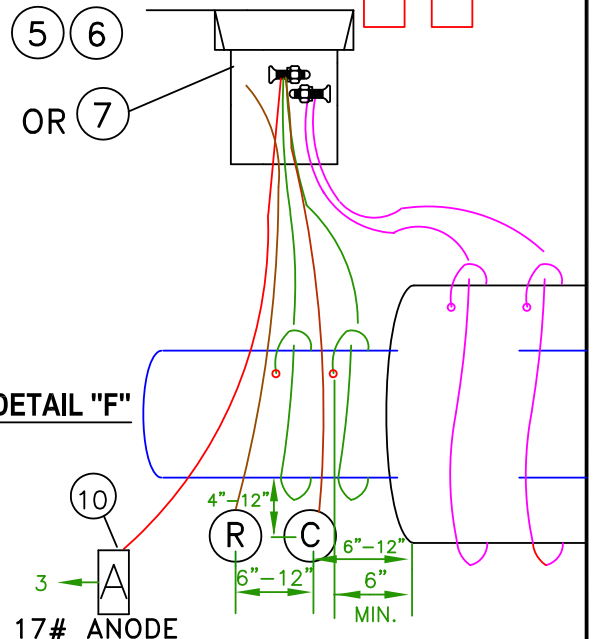 5 6
OR 7
DETAIL "F"
10
4"-12"
R C
6"-12"
3 A
6"-12" 6"
MIN.
17# ANODE